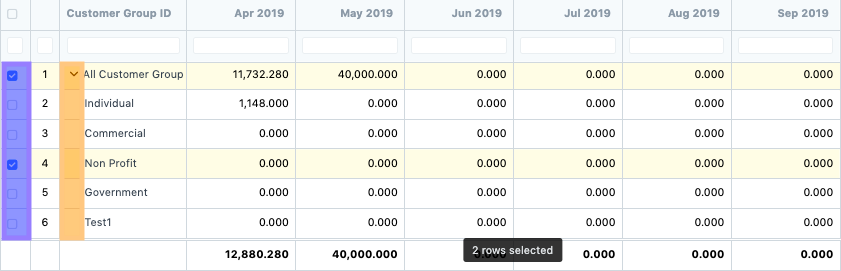 Customer Group ID Apr 2019 May 2019 Jun 2019 Jul 2019 Aug 2019 Sep 2019
1 All Customer Group 11,732.280 40,000.000 0.000 0.000 0.000 0.000
2 Individual 1,148.000 0.000 0.000 0.000 0.000 0.000
3 Commercial 0.000 0.000 0.000 0.000 0.000 0.000
4 Non Profit 0.000 0.000 0.000 0.000 0.000 0.000
5 Government 0.000 0.000 0.000 0.000 0.000 0.000
6 Test1 0.000 0.000 0.000 0.000 0.000 0.000
12,880.280 40,000.000 0.000 0.000 0.000
2 rows selected